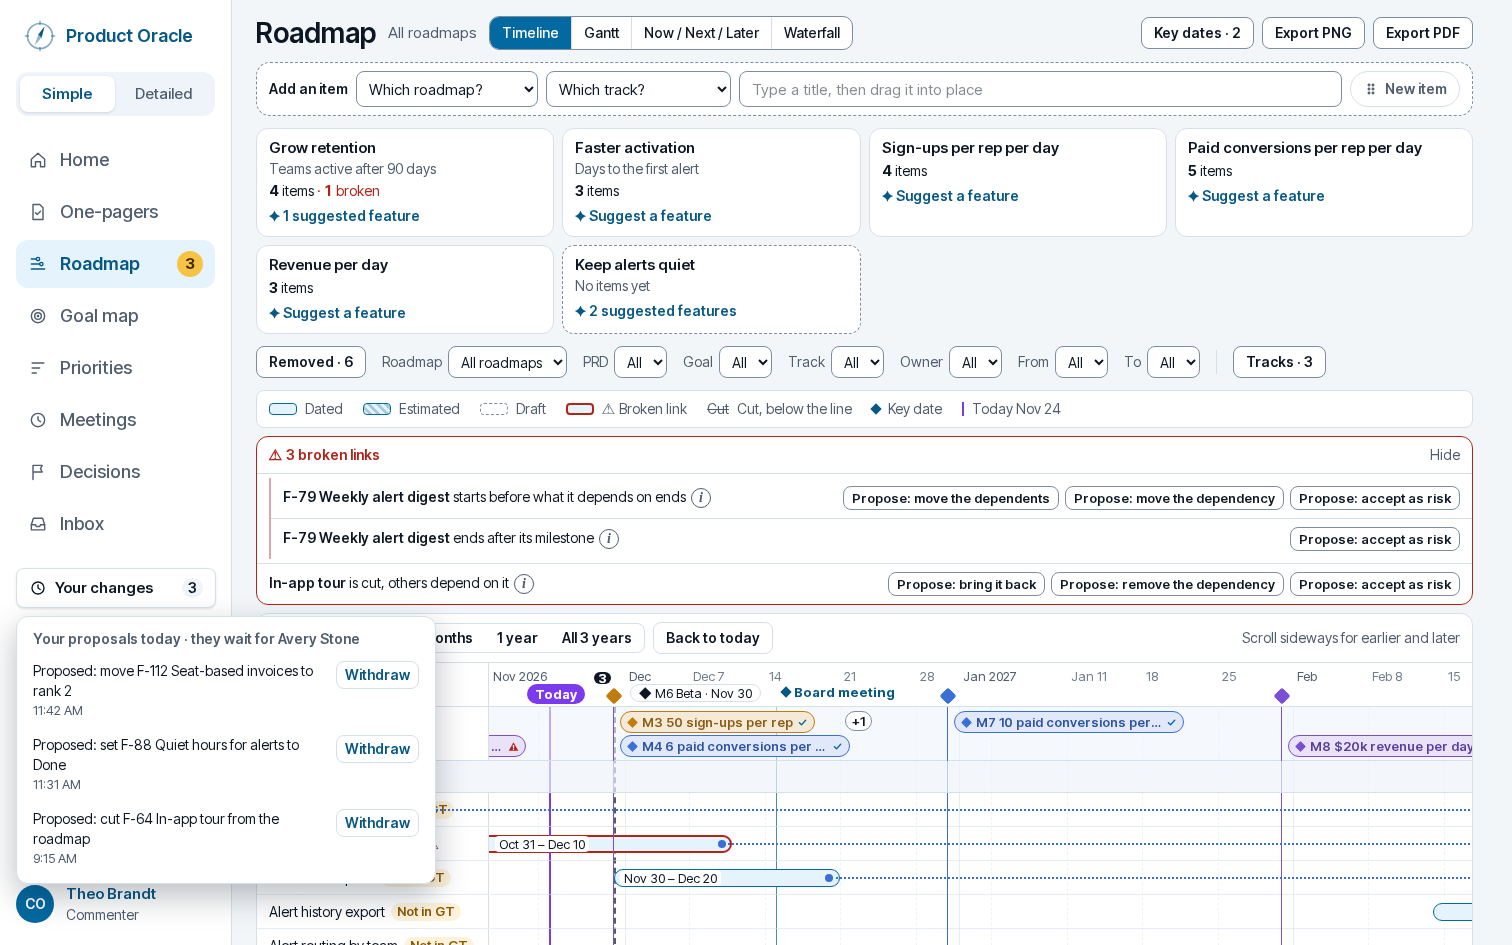 Product Oracle
Simple
Detailed
Home
One-pagers
Roadmap
3
Goal map
Priorities
Meetings
Decisions
Inbox
Your changes
3
Your proposals today · they wait for Avery Stone
Proposed: move F-112 Seat-based invoices to
rank 2
11:42 AM
Withdraw
Proposed: set F-88 Quiet hours for alerts to
Done
11:31 AM
Withdraw
Proposed: cut F-64 In-app tour from the
roadmap
9:15 AM
Withdraw
CO
Theo Brandt
Commenter
Roadmap
All roadmaps
Timeline
Gantt
Now / Next / Later
Waterfall
Key dates · 2
Export PNG
Export PDF
Add an item
Which roadmap?
Which track?
Type a title, then drag it into place
New item
Grow retention
Teams active after 90 days
4 items · 1 broken
1 suggested feature
Faster activation
Days to the first alert
3 items
Suggest a feature
Sign-ups per rep per day
4 items
Suggest a feature
Paid conversions per rep per day
5 items
Suggest a feature
Revenue per day
3 items
Suggest a feature
Keep alerts quiet
No items yet
2 suggested features
Removed · 6
Roadmap
All roadmaps
PRD
All
Goal
All
Track
All
Owner
All
From
All
To
All
Tracks · 3
Dated
Estimated
Draft
⚠ Broken link
Cut Cut, below the line
Key date
Today Nov 24
⚠ 3 broken links
Hide
F-79 Weekly alert digest starts before what it depends on ends i
Propose: move the dependents
Propose: move the dependency
Propose: accept as risk
F-79 Weekly alert digest ends after its milestone i
Propose: accept as risk
In-app tour is cut, others depend on it i
Propose: bring it back
Propose: remove the dependency
Propose: accept as risk
onths
1 year
All 3 years
Back to today
Scroll sideways for earlier and later
Nov 2026
3
Dec
Dec 7
14
21
28
Jan 2027
Jan 11
18
25
Feb
Feb 8
15
Today
M6 Beta · Nov 30
Board meeting
M3 50 sign-ups per rep
+1
M7 10 paid conversions per...
...
M4 6 paid conversions per ...
M8 $20k revenue per day
GT
Oct 31 – Dec 10
GT
Nov 30 – Dec 20
Alert history export
Not in GT
Alert routing by team
Not in GT